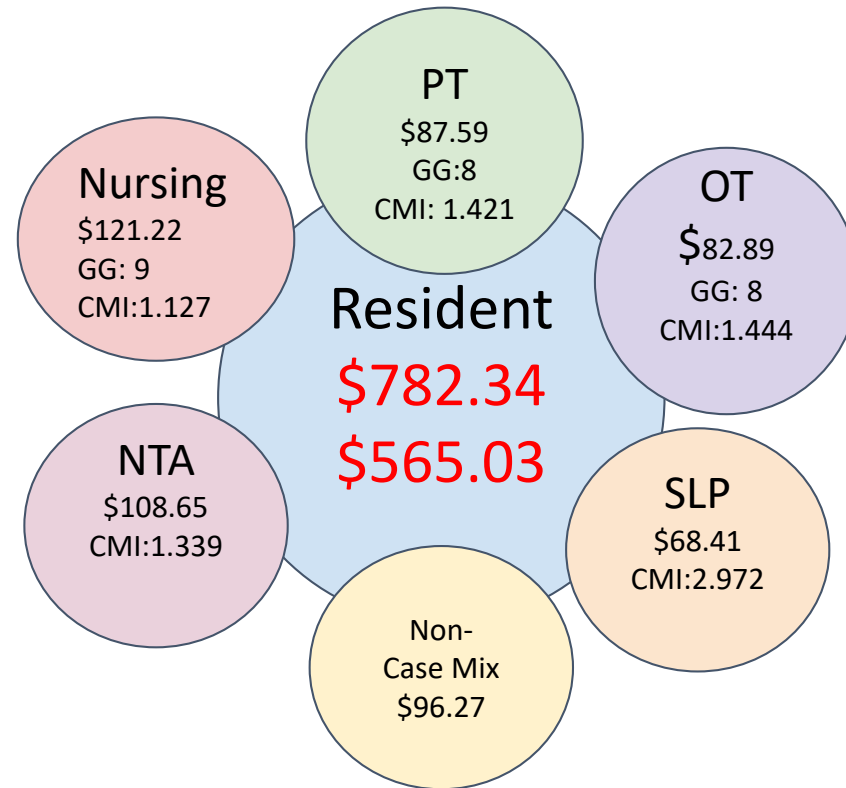 PT
$87.59
GG:8
CMI: 1.421
Nursing
$121.22
GG: 9
CMI:1.127
OT
$82.89
GG: 8
CMI:1.444
Resident
$782.34
$565.03
NTA
$108.65
CMI:1.339
SLP
$68.41
CMI:2.972
Non-
Case Mix
$96.27